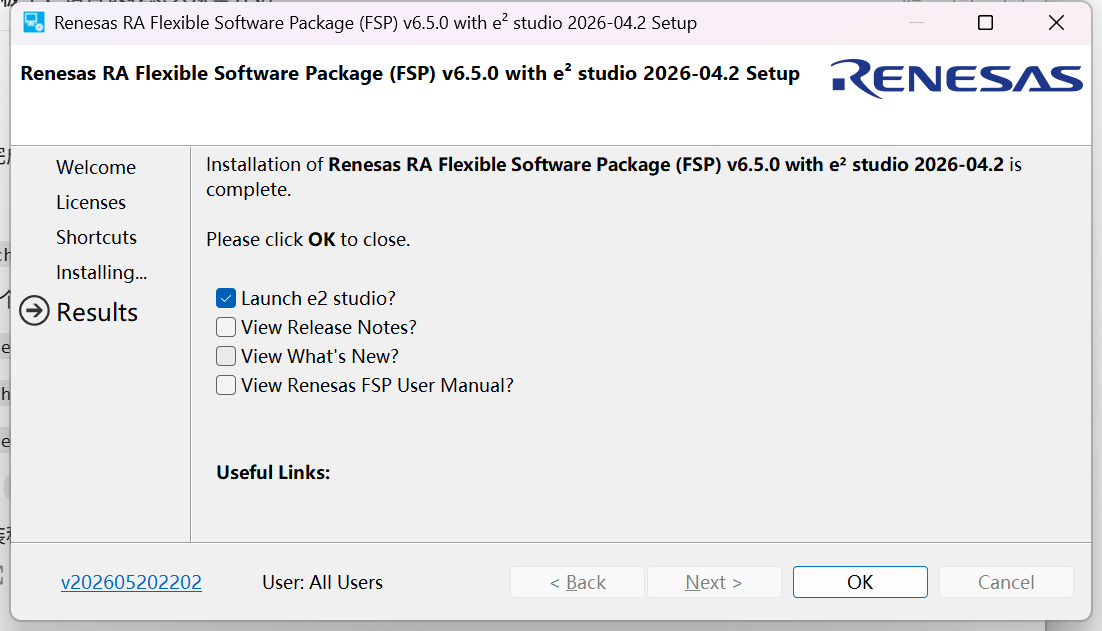 Renesas RA Flexible Software Package (FSP) v6.5.0 with e² studio 2026-04.2 Setup
Renesas RA Flexible Software Package (FSP) v6.5.0 with e² studio 2026-04.2 Setup
RENESAS
Welcome
Licenses
Shortcuts
Installing...
Results
Installation of Renesas RA Flexible Software Package (FSP) v6.5.0 with e² studio 2026-04.2 is
complete.
Please click OK to close.
Launch e2 studio?
View Release Notes?
View What's New?
View Renesas FSP User Manual?
Useful Links:
v202605202202
User: All Users
< Back
Next >
OK
Cancel